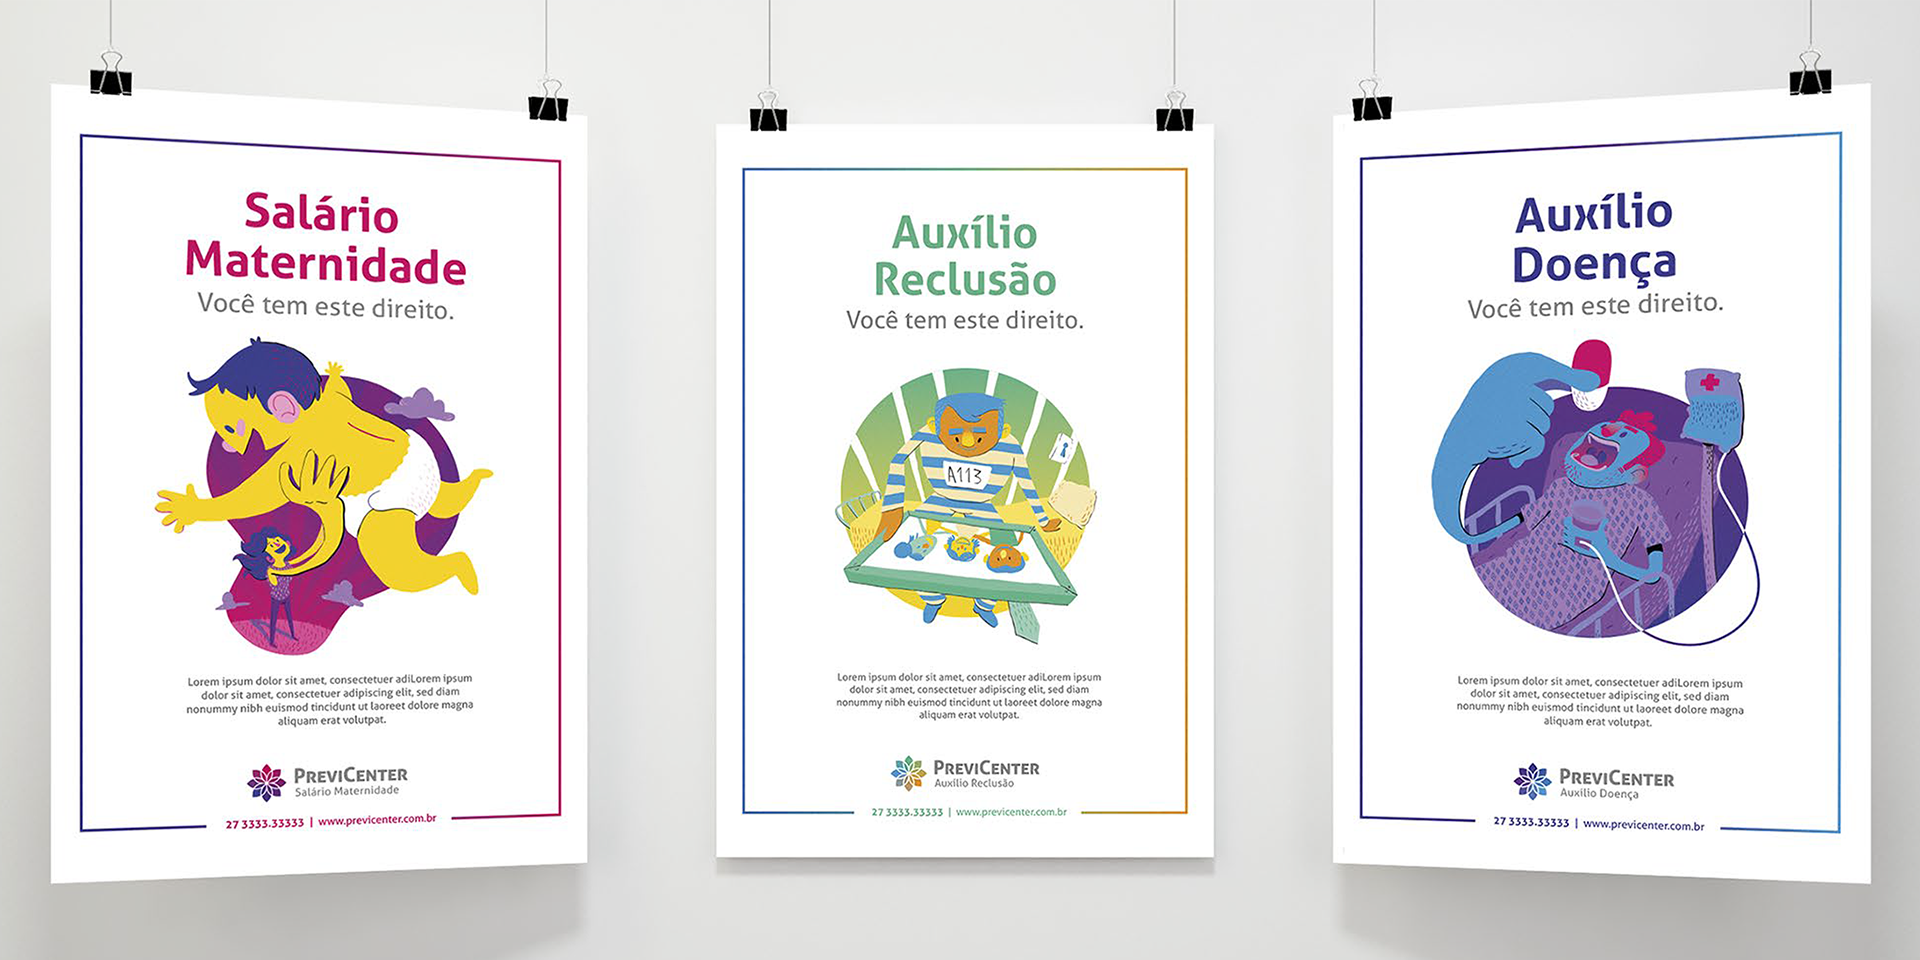 Salário
Maternidade
Você tem este direito.
Lorem ipsum dolor sit amet, consectetuer adiLorem ipsum
dolor sit amet, consectetuer adipiscing elit, sed diam
nonummy nibh euismod tincidunt ut laoreet dolore magna
aliquam erat volutpat.
PREVICENTER
Salário Maternidade
27 3333.33333 | www.previcenter.com.br
Auxílio
Reclusão
Você tem este direito.
A113
Lorem ipsum dolor sit amet, consectetuer adiLorem ipsum
dolor sit amet, consectetuer adipiscing elit, sed diam
nonummy nibh euismod tincidunt ut laoreet dolore magna
aliquam erat volutpat.
PREVICENTER
Auxílio Reclusão
27 3333.33333 | www.previcenter.com.br
Auxílio
Doença
Você tem este direito.
Lorem ipsum dolor sit amet, consectetuer adiLorem ipsum
dolor sit amet, consectetuer adipiscing elit, sed diam
nonummy nibh euismod tincidunt ut laoreet dolore magna
aliquam erat volutpat.
PREVICENTER
Auxílio Doença
27 3333.33333 | www.previcenter.com.br